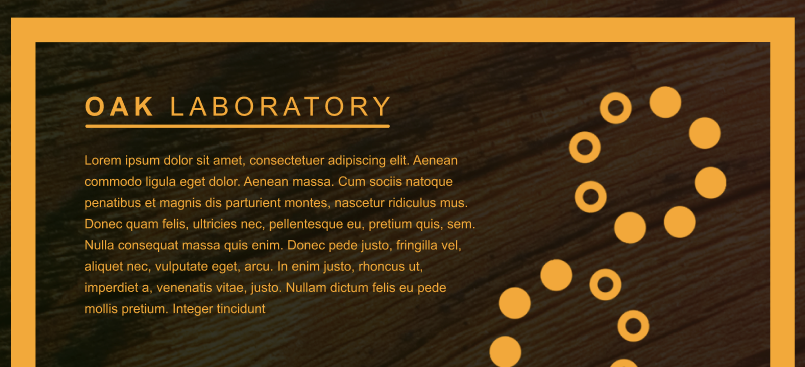 OAK LABORATORY
Lorem ipsum dolor sit amet, consectetuer adipiscing elit. Aenean
commodo ligula eget dolor. Aenean massa. Cum sociis natoque
penatibus et magnis dis parturient montes, nascetur ridiculus mus.
Donec quam felis, ultricies nec, pellentesque eu, pretium quis, sem.
Nulla consequat massa quis enim. Donec pede justo, fringilla vel,
aliquet nec, vulputate eget, arcu. In enim justo, rhoncus ut,
imperdiet a, venenatis vitae, justo. Nullam dictum felis eu pede
mollis pretium. Integer tincidunt